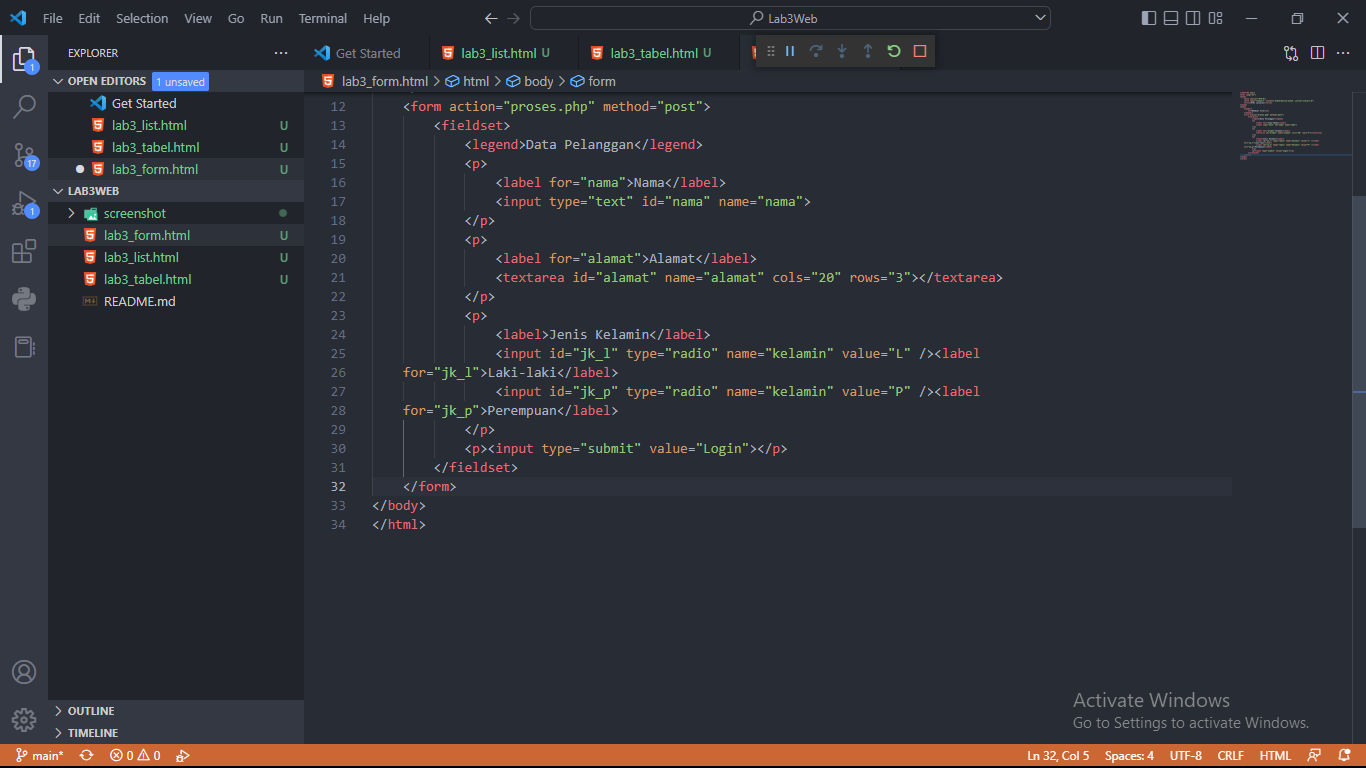 File Edit Selection View Go Run Terminal Help
Lab3Web
EXPLORER
Get Started
lab3_list.html U
lab3_tabel.html U
OPEN EDITORS 1 unsaved
lab3_form.html > html > body > form
Get Started
lab3_list.html U
lab3_tabel.html U
lab3_form.html U
LAB3WEB
screenshot
lab3_form.html U
lab3_list.html U
lab3_tabel.html U
README.md
1
17
1
12 <form action="proses.php" method="post">
13 <fieldset>
14 <legend>Data Pelanggan</legend>
15 <p>
16 <label for="nama">Nama</label>
17 <input type="text" id="nama" name="nama">
18 </p>
19 <p>
20 <label for="alamat">Alamat</label>
21 <textarea id="alamat" name="alamat" cols="20" rows="3"></textarea>
22 </p>
23 <p>
24 <label>Jenis Kelamin</label>
25 <input id="jk_l" type="radio" name="kelamin" value="L" /><label
26 for="jk_l">Laki-laki</label>
27 <input id="jk_p" type="radio" name="kelamin" value="P" /><label
28 for="jk_p">Perempuan</label>
29 </p>
30 <p><input type="submit" value="Login"></p>
31 </fieldset>
32 </form>
33 </body>
34 </html>
OUTLINE
TIMELINE
Activate Windows
Go to Settings to activate Windows.
main* 0 0
Ln 32, Col 5 Spaces: 4 UTF-8 CRLF HTML